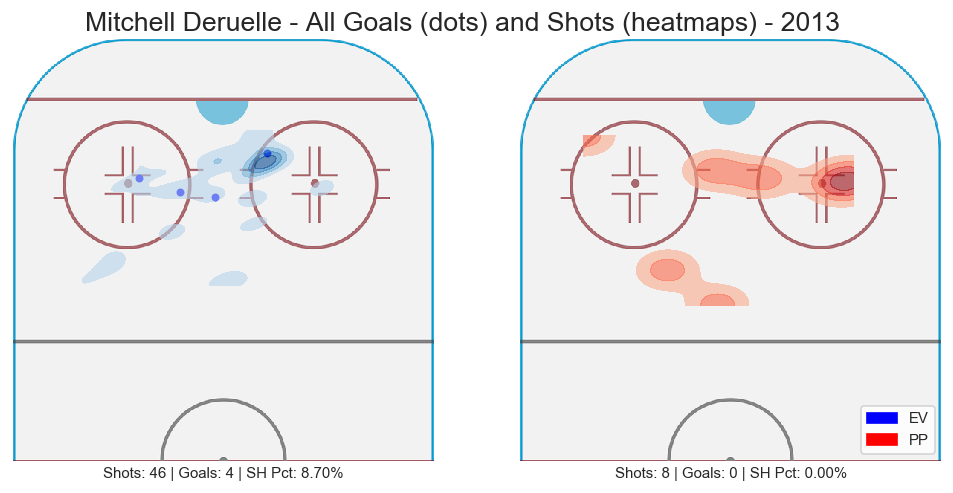 Mitchell Deruelle - All Goals (dots) and Shots (heatmaps) - 2013
EV
PP
Shots: 46 | Goals: 4 | SH Pct: 8.70%
Shots: 8 | Goals: 0 | SH Pct: 0.00%